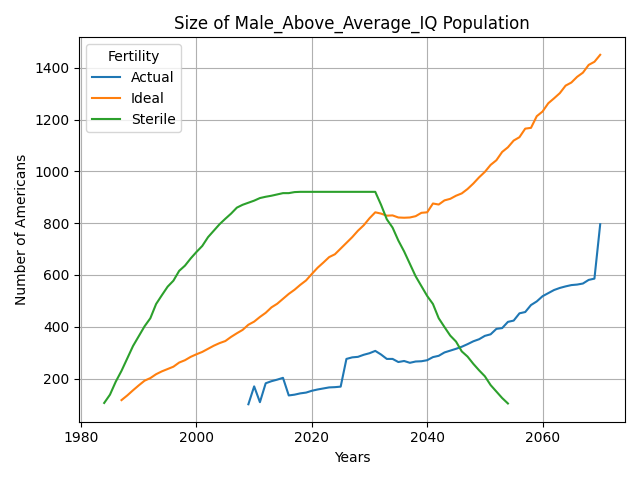 Size of Male_Above_Average_IQ Population
Fertility
Actual
Ideal
Sterile
Number of Americans
1400
1200
1000
800
600
400
200
1980
2000
2020
2040
2060
Years